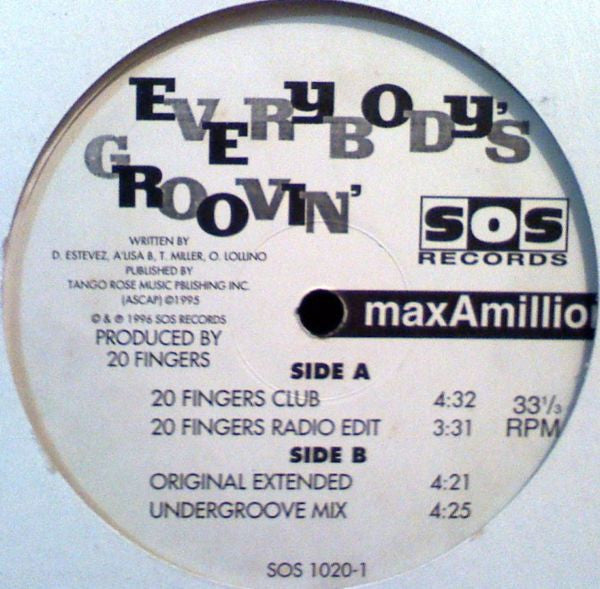 EVERYBODY'S
GROOVIN'
WRITTEN BY
D. ESTEVEZ, A'LISA B, T. MILLER, O. LOLLINO
PUBLISHED BY
TANGO ROSE MUSIC PBLISHING INC.
(ASCAP) ©1995
© & ℗ 1996 SOS RECORDS
PRODUCED BY
20 FINGERS
SOS
RECORDS
maxAmillion
SIDE A
20 FINGERS CLUB 4:32
20 FINGERS RADIO EDIT 3:31
33⅓
RPM
SIDE B
ORIGINAL EXTENDED 4:21
UNDERGROOVE MIX 4:25
SOS 1020-1